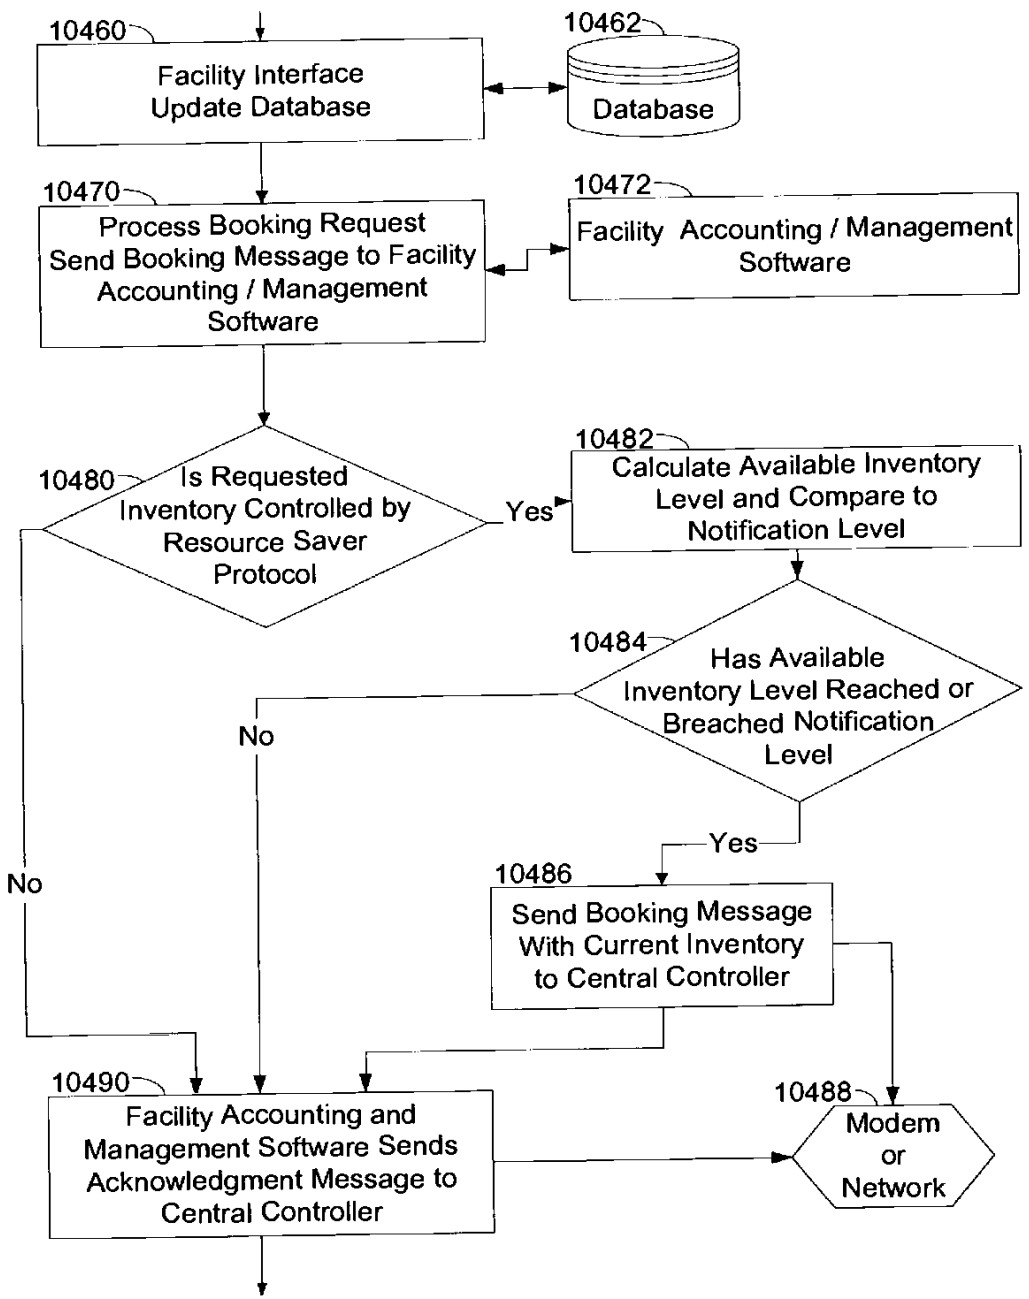 10460
Facility Interface
Update Database
10462
Database
10470
Process Booking Request
Send Booking Message to Facility
Accounting / Management
Software
10472
Facility Accounting / Management
Software
10480
Is Requested
Inventory Controlled by
Resource Saver
Protocol
Yes
No
10482
Calculate Available Inventory
Level and Compare to
Notification Level
10484
Has Available
Inventory Level Reached or
Breached Notification
Level
No
Yes
10486
Send Booking Message
With Current Inventory
to Central Controller
10490
Facility Accounting and
Management Software Sends
Acknowledgment Message to
Central Controller
10488
Modem
or
Network